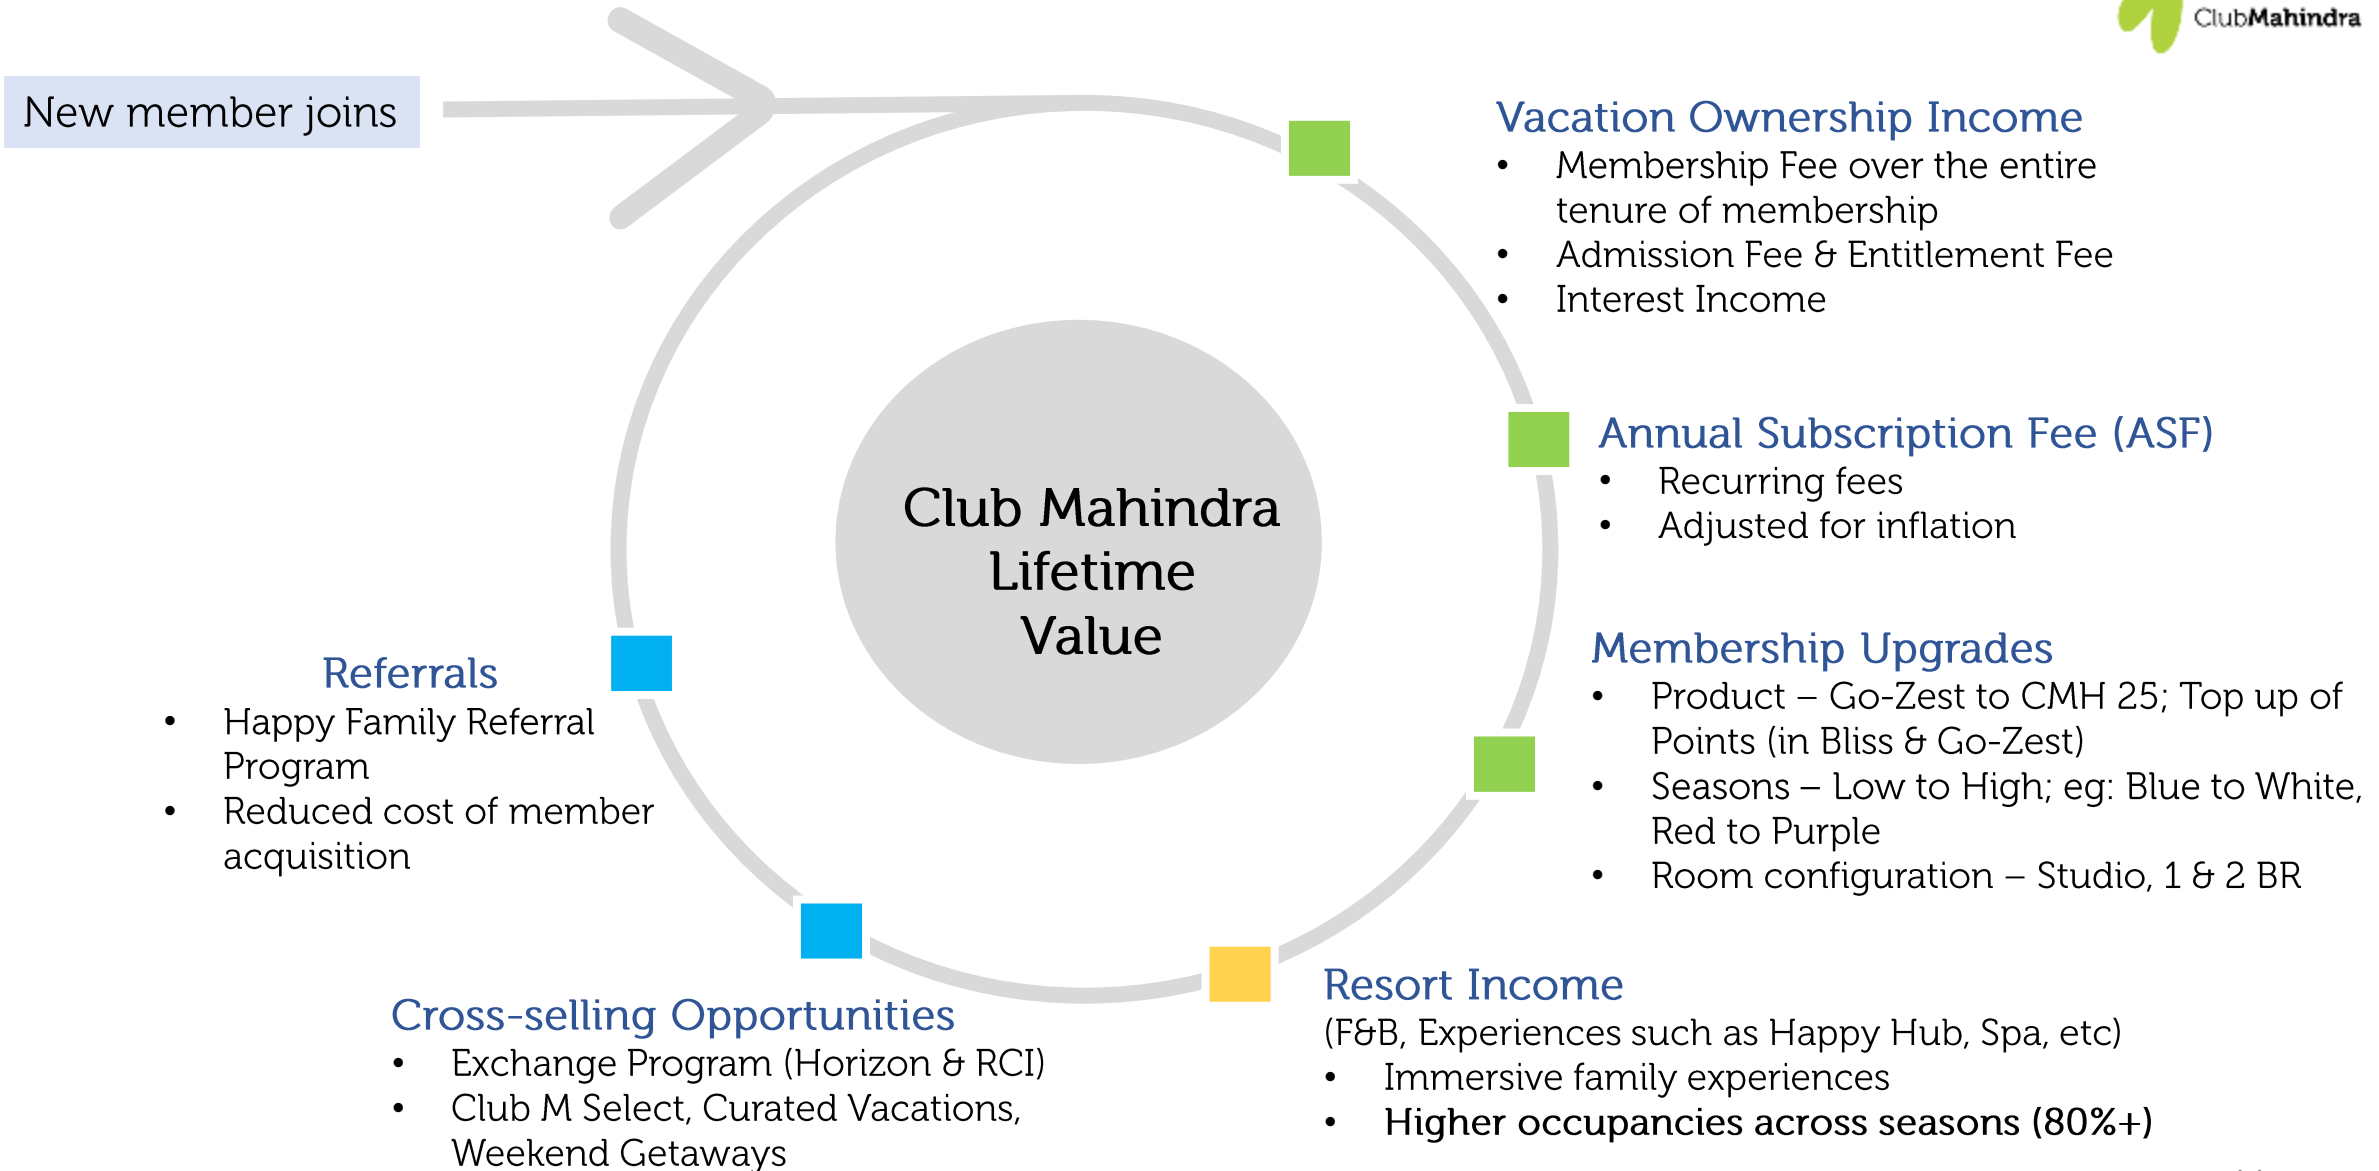 ClubMahindra
New member joins
Vacation Ownership Income
• Membership Fee over the entire
tenure of membership
• Admission Fee & Entitlement Fee
• Interest Income
Annual Subscription Fee (ASF)
• Recurring fees
• Adjusted for inflation
Club Mahindra
Lifetime
Value
Membership Upgrades
• Product – Go-Zest to CMH 25; Top up of
Points (in Bliss & Go-Zest)
• Seasons – Low to High; eg: Blue to White,
Red to Purple
• Room configuration – Studio, 1 & 2 BR
Referrals
• Happy Family Referral
Program
• Reduced cost of member
acquisition
Resort Income
(F&B, Experiences such as Happy Hub, Spa, etc)
• Immersive family experiences
• Higher occupancies across seasons (80%+)
Cross-selling Opportunities
• Exchange Program (Horizon & RCI)
• Club M Select, Curated Vacations,
Weekend Getaways